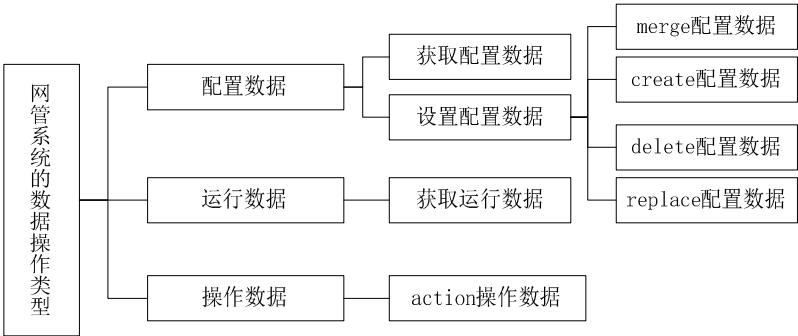 网管系统的数据操作类型
配置数据
获取配置数据
设置配置数据
merge配置数据
create配置数据
delete配置数据
replace配置数据
运行数据
获取运行数据
操作数据
action操作数据